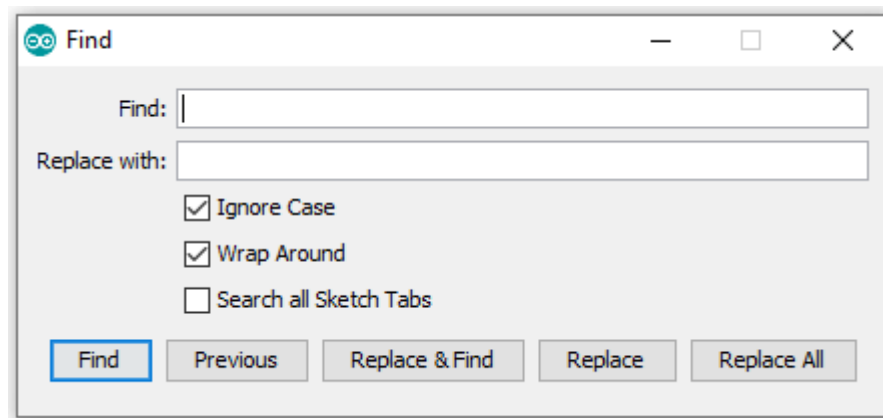 Find
Find:
Replace with:
Ignore Case
Wrap Around
Search all Sketch Tabs
Find Previous Replace & Find Replace Replace All